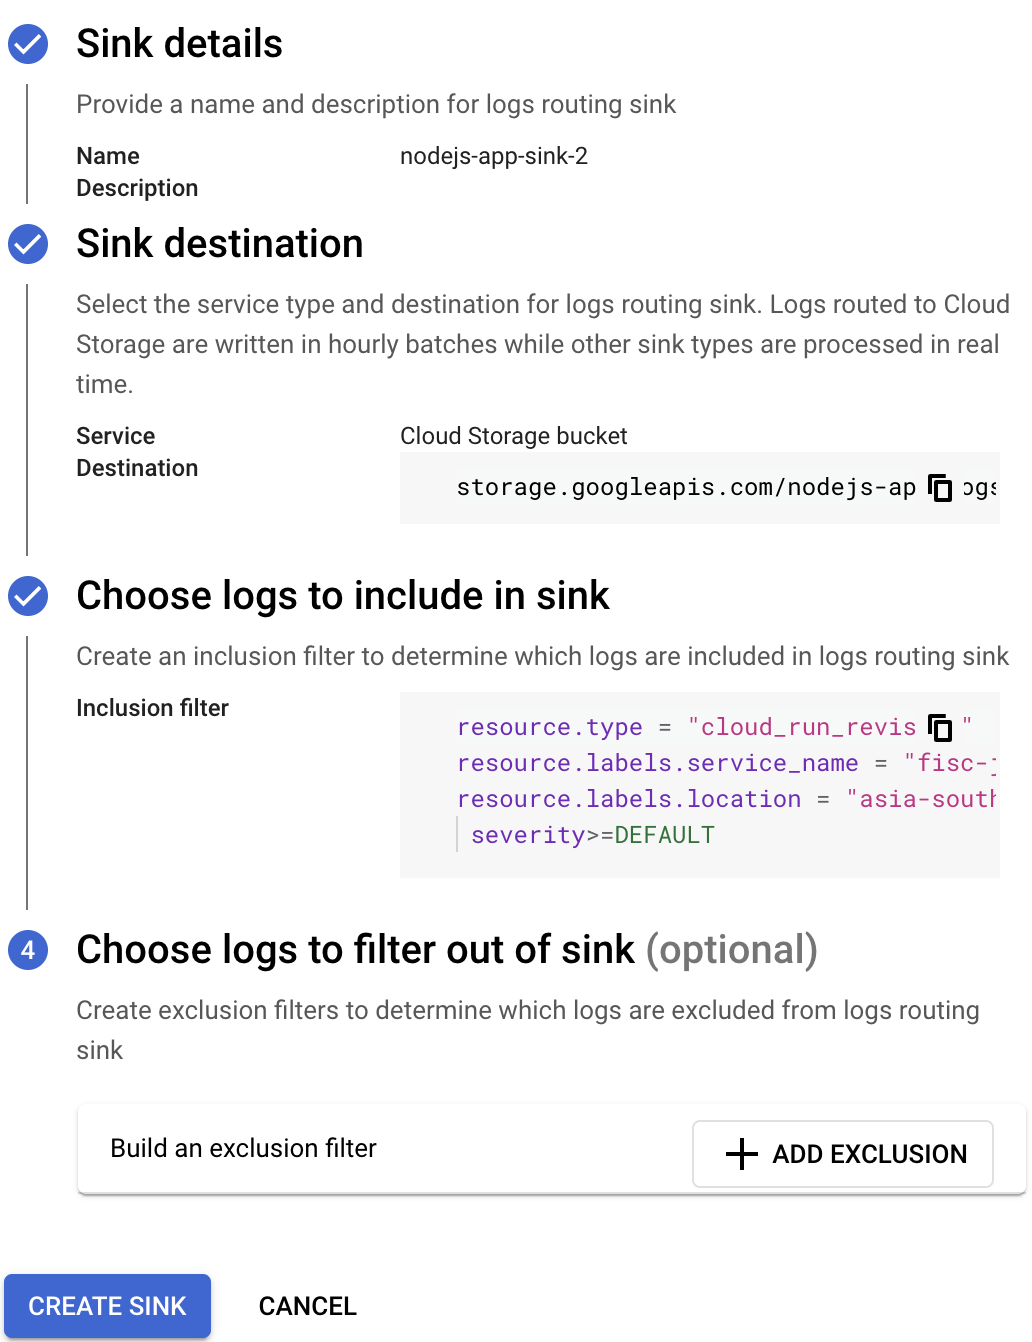 Sink details
Provide a name and description for logs routing sink
Name nodejs-app-sink-2
Description
Sink destination
Select the service type and destination for logs routing sink. Logs routed to Cloud
Storage are written in hourly batches while other sink types are processed in real
time.
Service Cloud Storage bucket
Destination
storage.googleapis.com/nodejs-ap ogs
Choose logs to include in sink
Create an inclusion filter to determine which logs are included in logs routing sink
Inclusion filter
resource.type = "cloud_run_revis "
resource.labels.service_name = "fisc-j
resource.labels.location = "asia-south
severity>=DEFAULT
4 Choose logs to filter out of sink (optional)
Create exclusion filters to determine which logs are excluded from logs routing
sink
Build an exclusion filter ADD EXCLUSION
CREATE SINK CANCEL